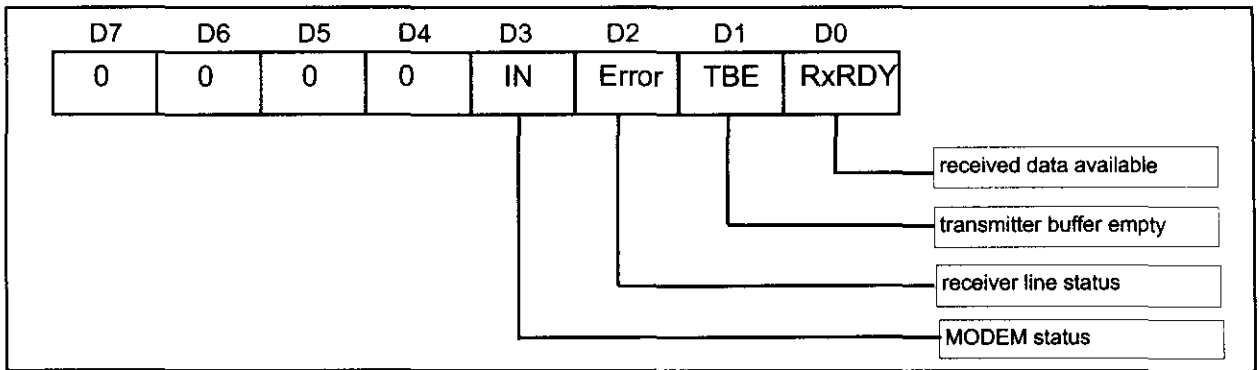 D7 D6 D5 D4 D3 D2 D1 D0
0 0 0 0 IN Error TBE RxRDY
received data available
transmitter buffer empty
receiver line status
MODEM status